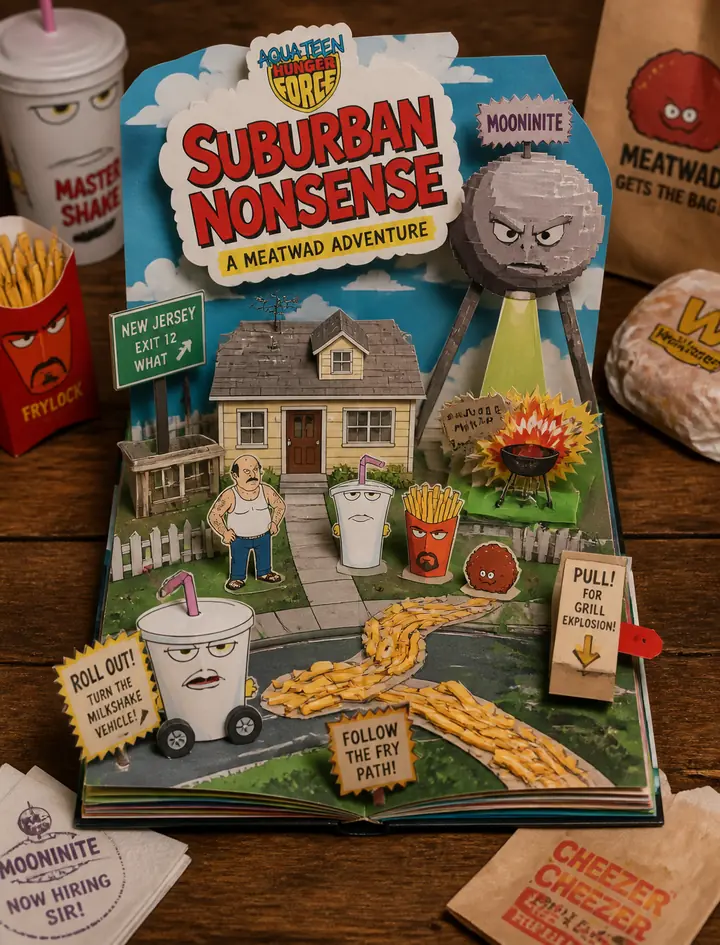 AQUA TEEN
HUNGER
FORCE
SUBURBAN
NONSENSE
A MEATWAD ADVENTURE
MOONINITE
MASTER
SHAKE
MEATWAD
GETS THE BAG
FRYLOCK
NEW JERSEY
EXIT 12
WHAT
W
PULL!
FOR
GRILL
EXPLOSION!
ROLL OUT!
TURN THE
MILKSHAKE
VEHICLE!
FOLLOW
THE FRY
PATH!
MOONINITE
NOW HIRING
SIR!
CHEEZER
CHEEZER